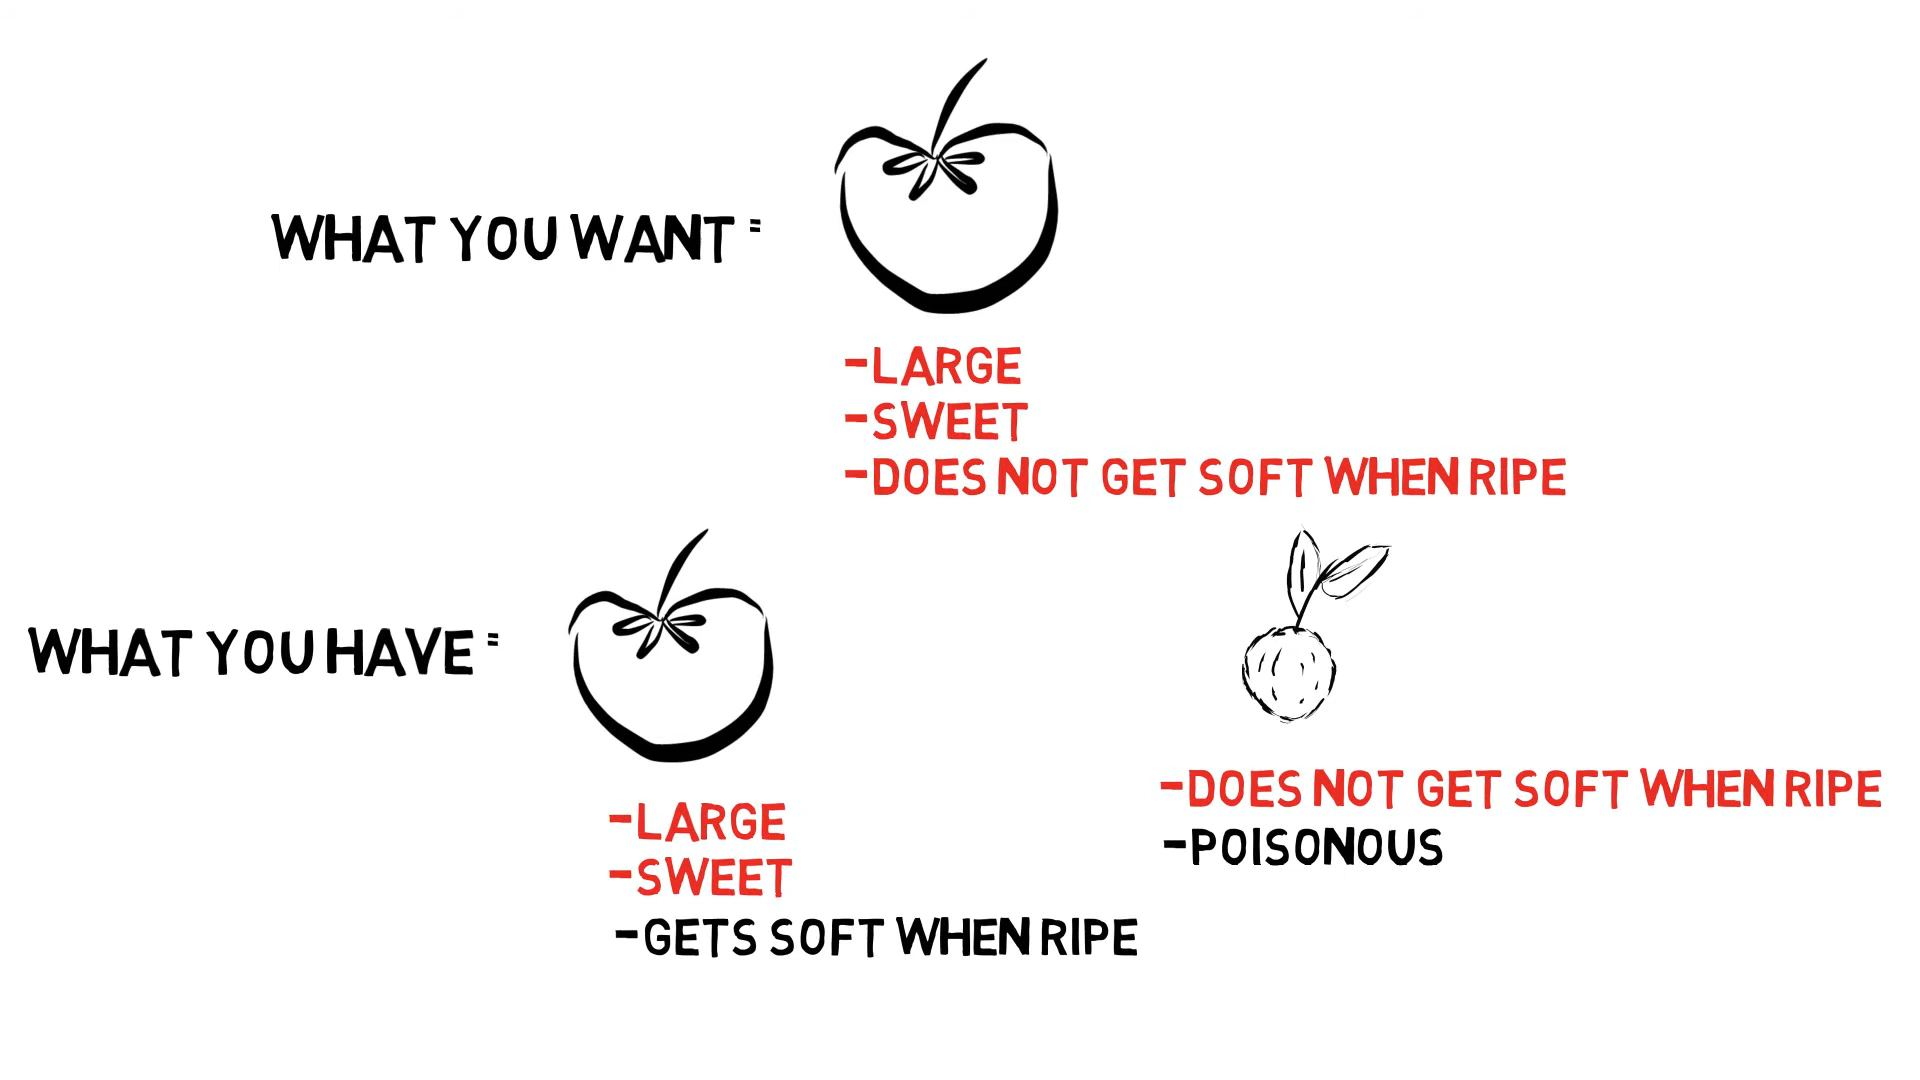 WHAT YOU WANT =
-LARGE
-SWEET
-DOES NOT GET SOFT WHEN RIPE
WHAT YOU HAVE =
-LARGE
-SWEET
-GETS SOFT WHEN RIPE
-DOES NOT GET SOFT WHEN RIPE
-POISONOUS